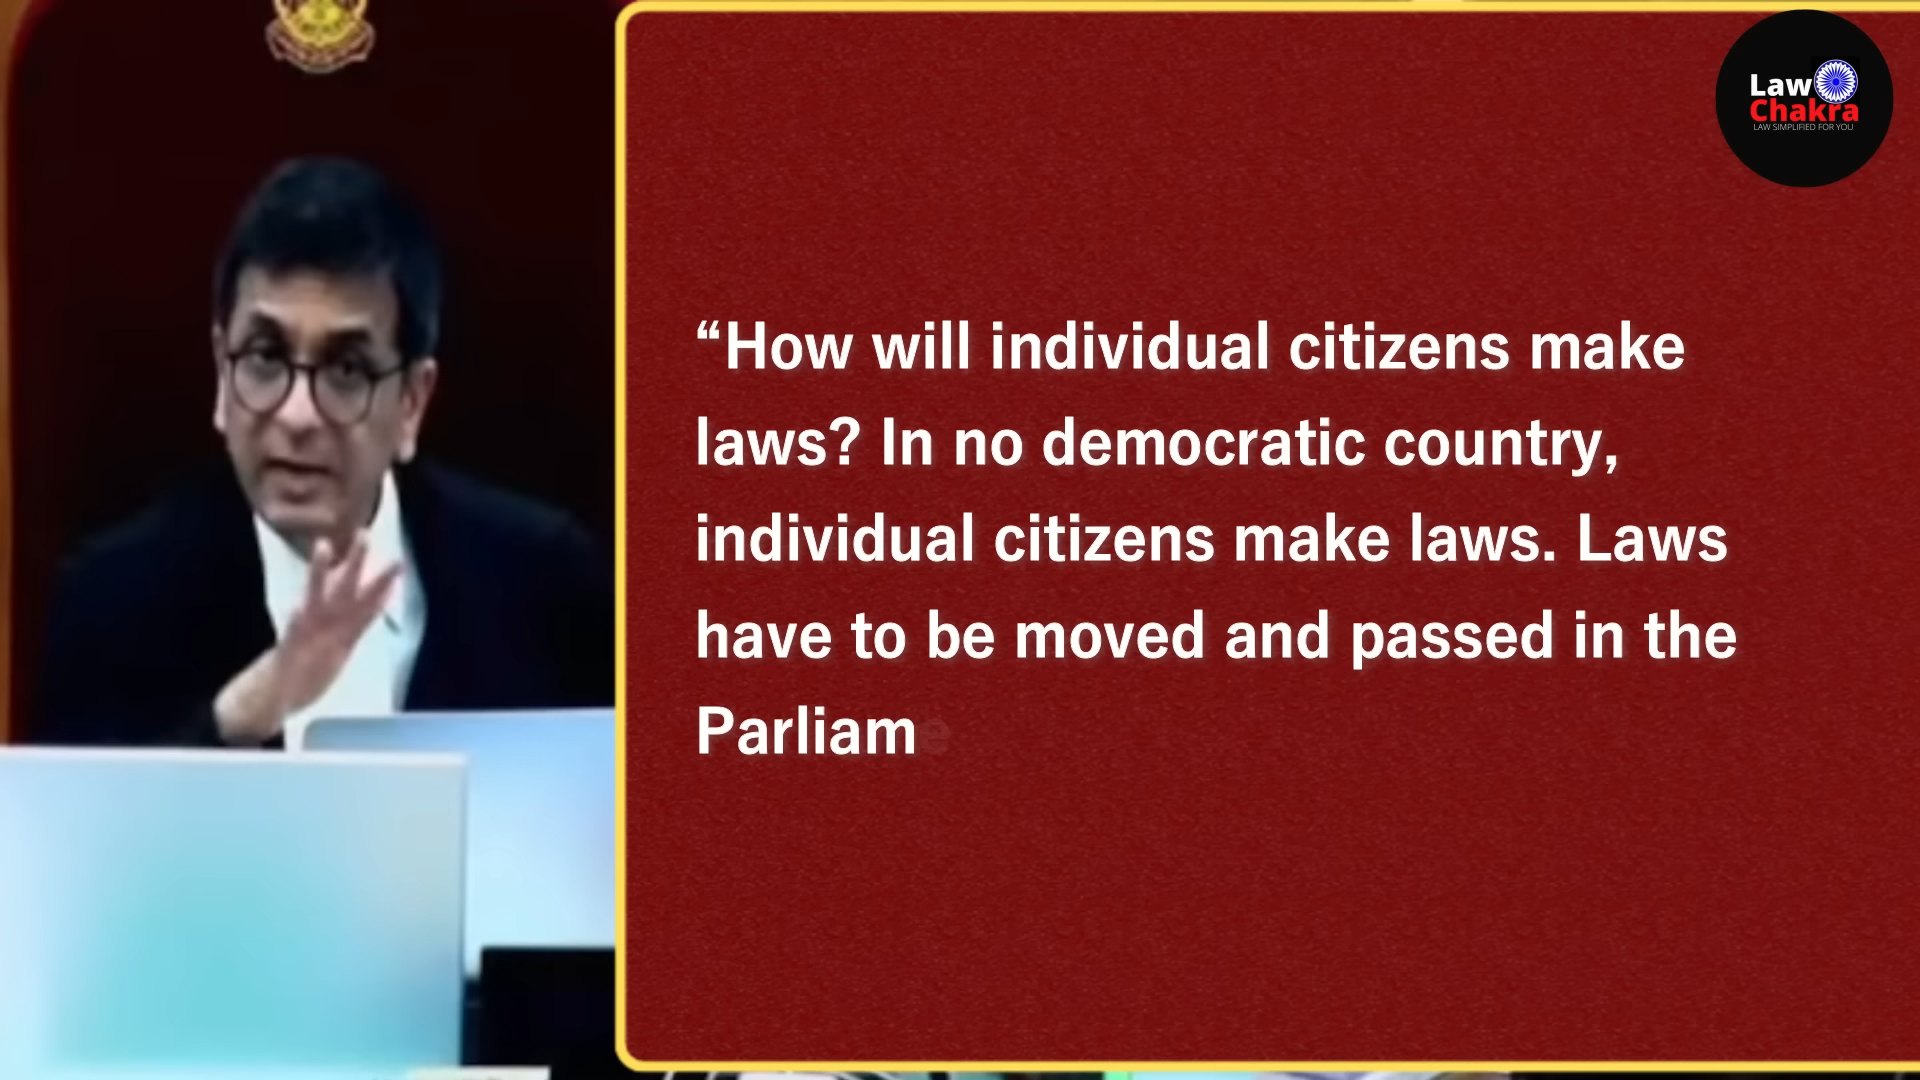 Law
Chakra
LAW SIMPLIFIED FOR YOU
“How will individual citizens make
laws? In no democratic country,
individual citizens make laws. Laws
have to be moved and passed in the
Parliame